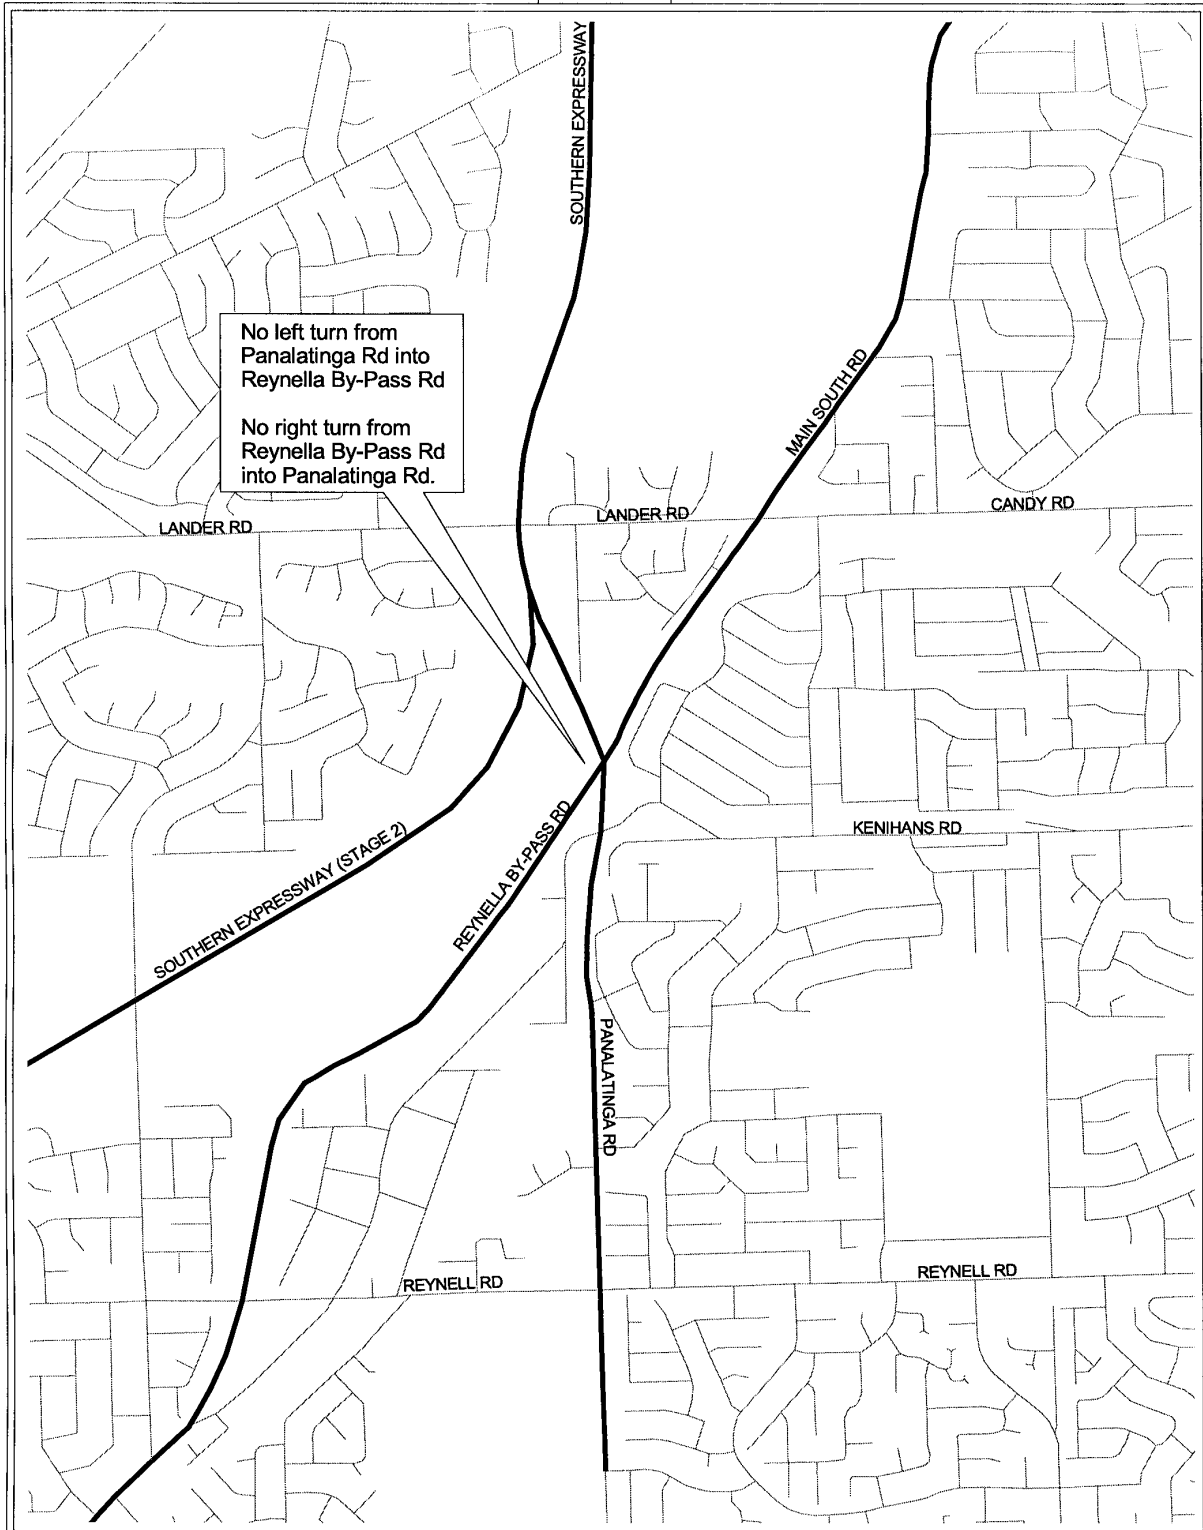 SOUTHERN EXPRESSWAY
No left turn from
Panalatinga Rd into
Reynella By-Pass Rd
No right turn from
Reynella By-Pass Rd
into Panalatinga Rd.
MAIN SOUTH RD
LANDER RD
LANDER RD
CANDY RD
KENIHANS RD
SOUTHERN EXPRESSWAY (STAGE 2)
REYNELLA BY-PASS RD
PANALATINGA RD
REYNELL RD
REYNELL RD